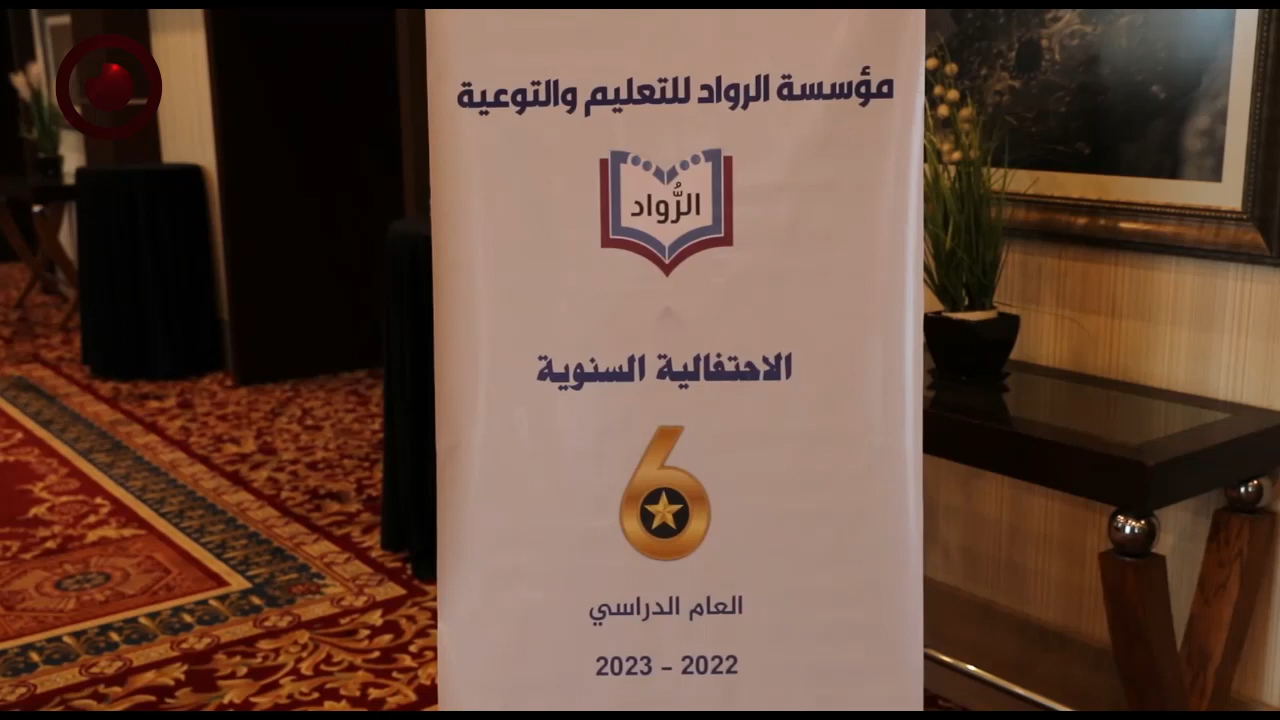 مؤسسة الرواد للتعليم والتوعية
الرُّواد
الاحتفالية السنوية
6
العام الدراسي
2022 - 2023